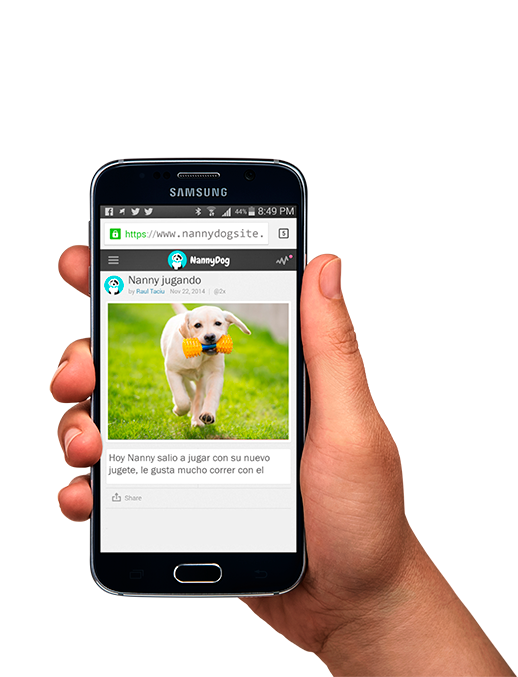 SAMSUNG
44% 8:49 PM
https://www.nannydogsite.
5
NannyDog
Nanny jugando
by Raul Taciu Nov 22, 2014 @2x
Hoy Nanny salio a jugar con su nuevo
jugete, le gusta mucho correr con el
Share